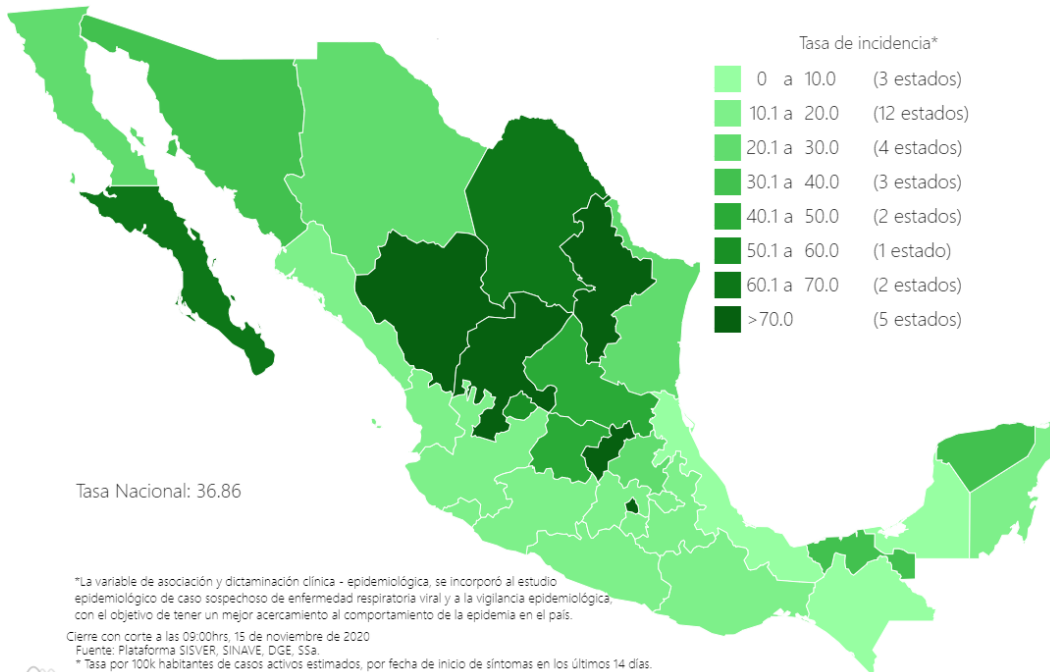 Tasa de incidencia*
0 a 10.0 (3 estados)
10.1 a 20.0 (12 estados)
20.1 a 30.0 (4 estados)
30.1 a 40.0 (3 estados)
40.1 a 50.0 (2 estados)
50.1 a 60.0 (1 estado)
60.1 a 70.0 (2 estados)
>70.0 (5 estados)
Tasa Nacional: 36.86
*La variable de asociación y dictaminación clínica - epidemiológica, se incorporó al estudio
epidemiológico de caso sospechoso de enfermedad respiratoria viral y a la vigilancia epidemiológica,
con el objetivo de tener un mejor acercamiento al comportamiento de la epidemia en el país.
Cierre con corte a las 09:00hrs, 15 de noviembre de 2020
Fuente: Plataforma SISVER, SINAVE, DGE, SSa.
* Tasa por 100k habitantes de casos activos estimados, por fecha de inicio de síntomas en los últimos 14 días.